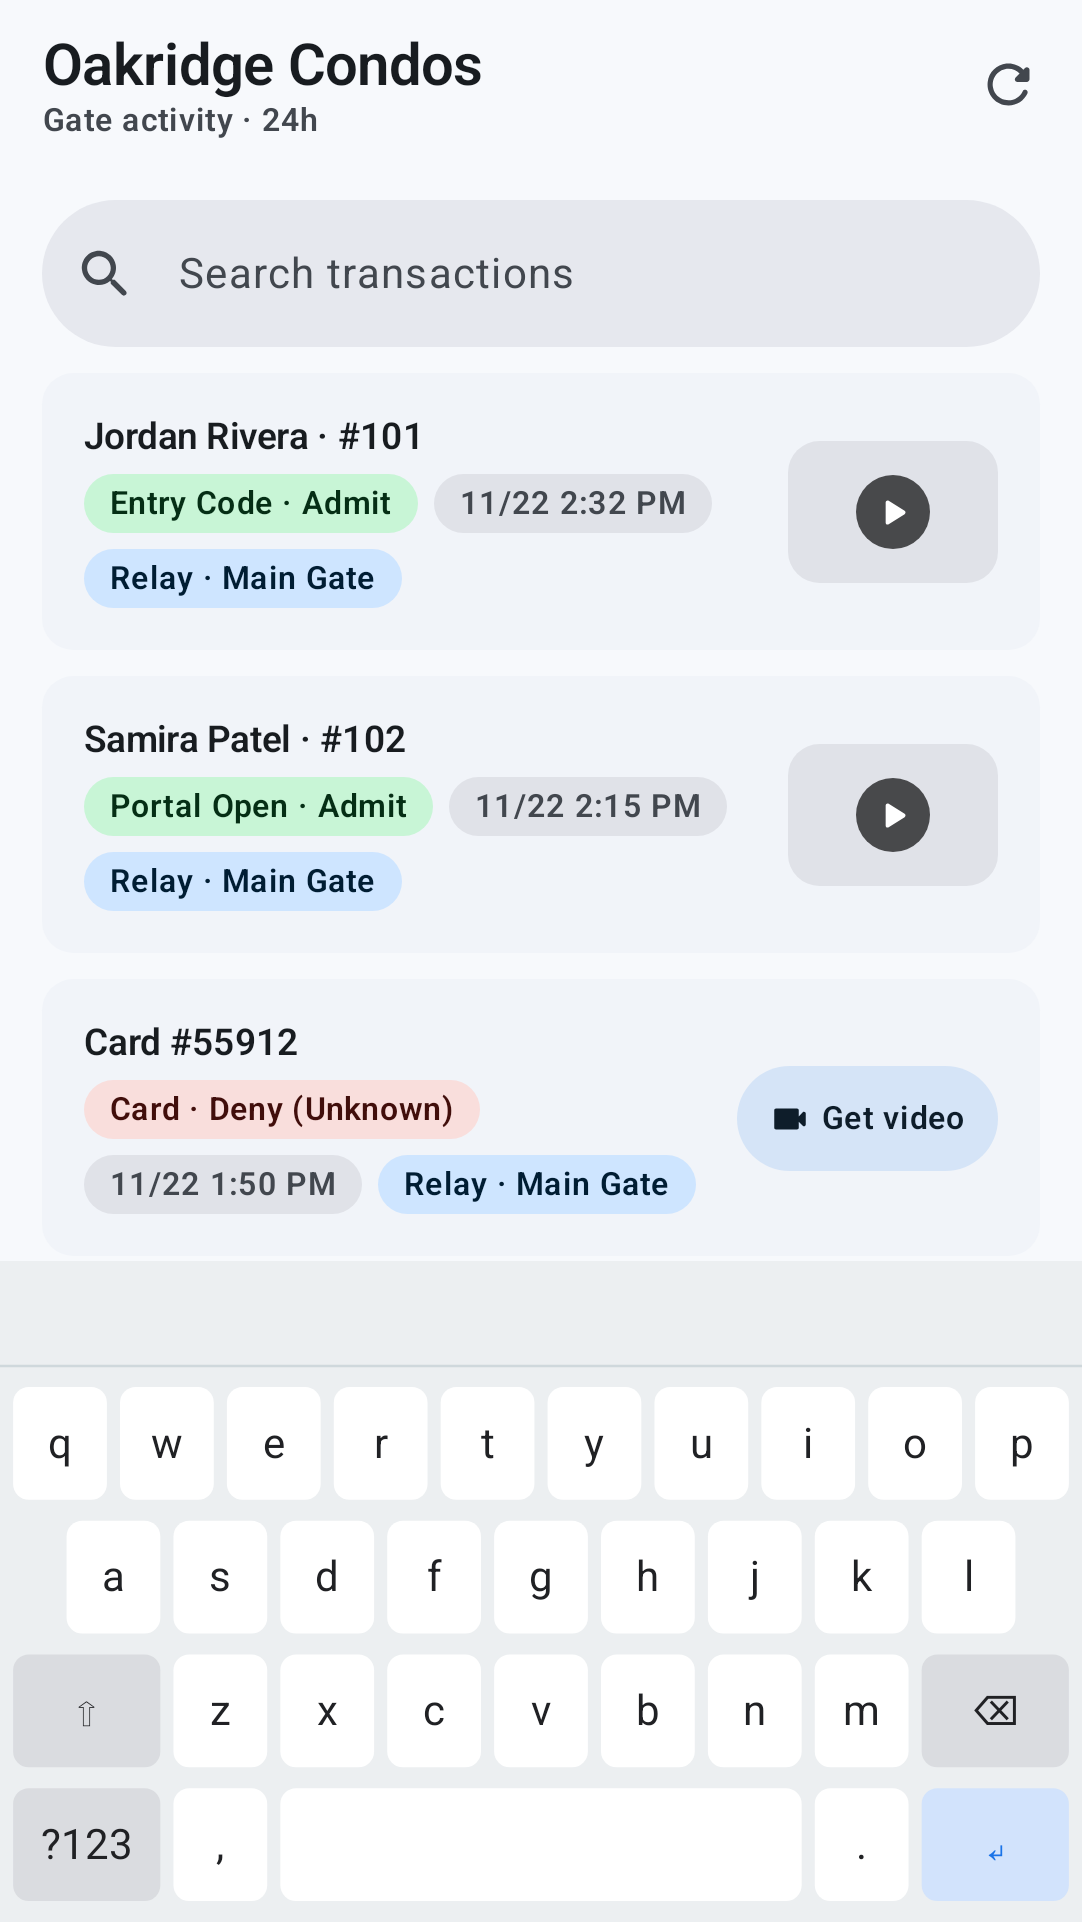 Oakridge Condos
Gate activity · 24h
Search transactions
Jordan Rivera · #101
Entry Code · Admit 11/22 2:32 PM
Relay · Main Gate
Samira Patel · #102
Portal Open · Admit 11/22 2:15 PM
Relay · Main Gate
Card #55912
Card · Deny (Unknown)
Get video
11/22 1:50 PM Relay · Main Gate
q w e r t y u i o p
a s d f g h j k l
⇧ z x c v b n m ⌫
?123 , . ↵